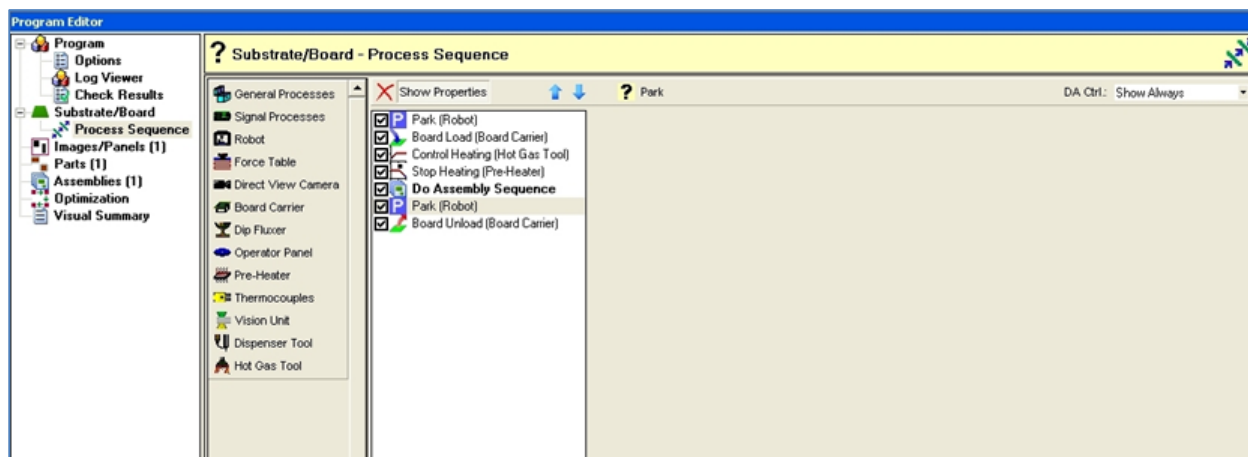 Program Editor
Program
Options
Log Viewer
Check Results
Substrate/Board
Process Sequence
Images/Panels (1)
Parts (1)
Assemblies (1)
Optimization
Visual Summary
? Substrate/Board - Process Sequence
General Processes
Signal Processes
Robot
Force Table
Direct View Camera
Board Carrier
Dip Fluxer
Operator Panel
Pre-Heater
Thermocouples
Vision Unit
Dispenser Tool
Hot Gas Tool
Show Properties
? Park
DA Ctrl.: Show Always
P Park (Robot)
Board Load (Board Carrier)
Control Heating (Hot Gas Tool)
Stop Heating (Pre-Heater)
Do Assembly Sequence
P Park (Robot)
Board Unload (Board Carrier)